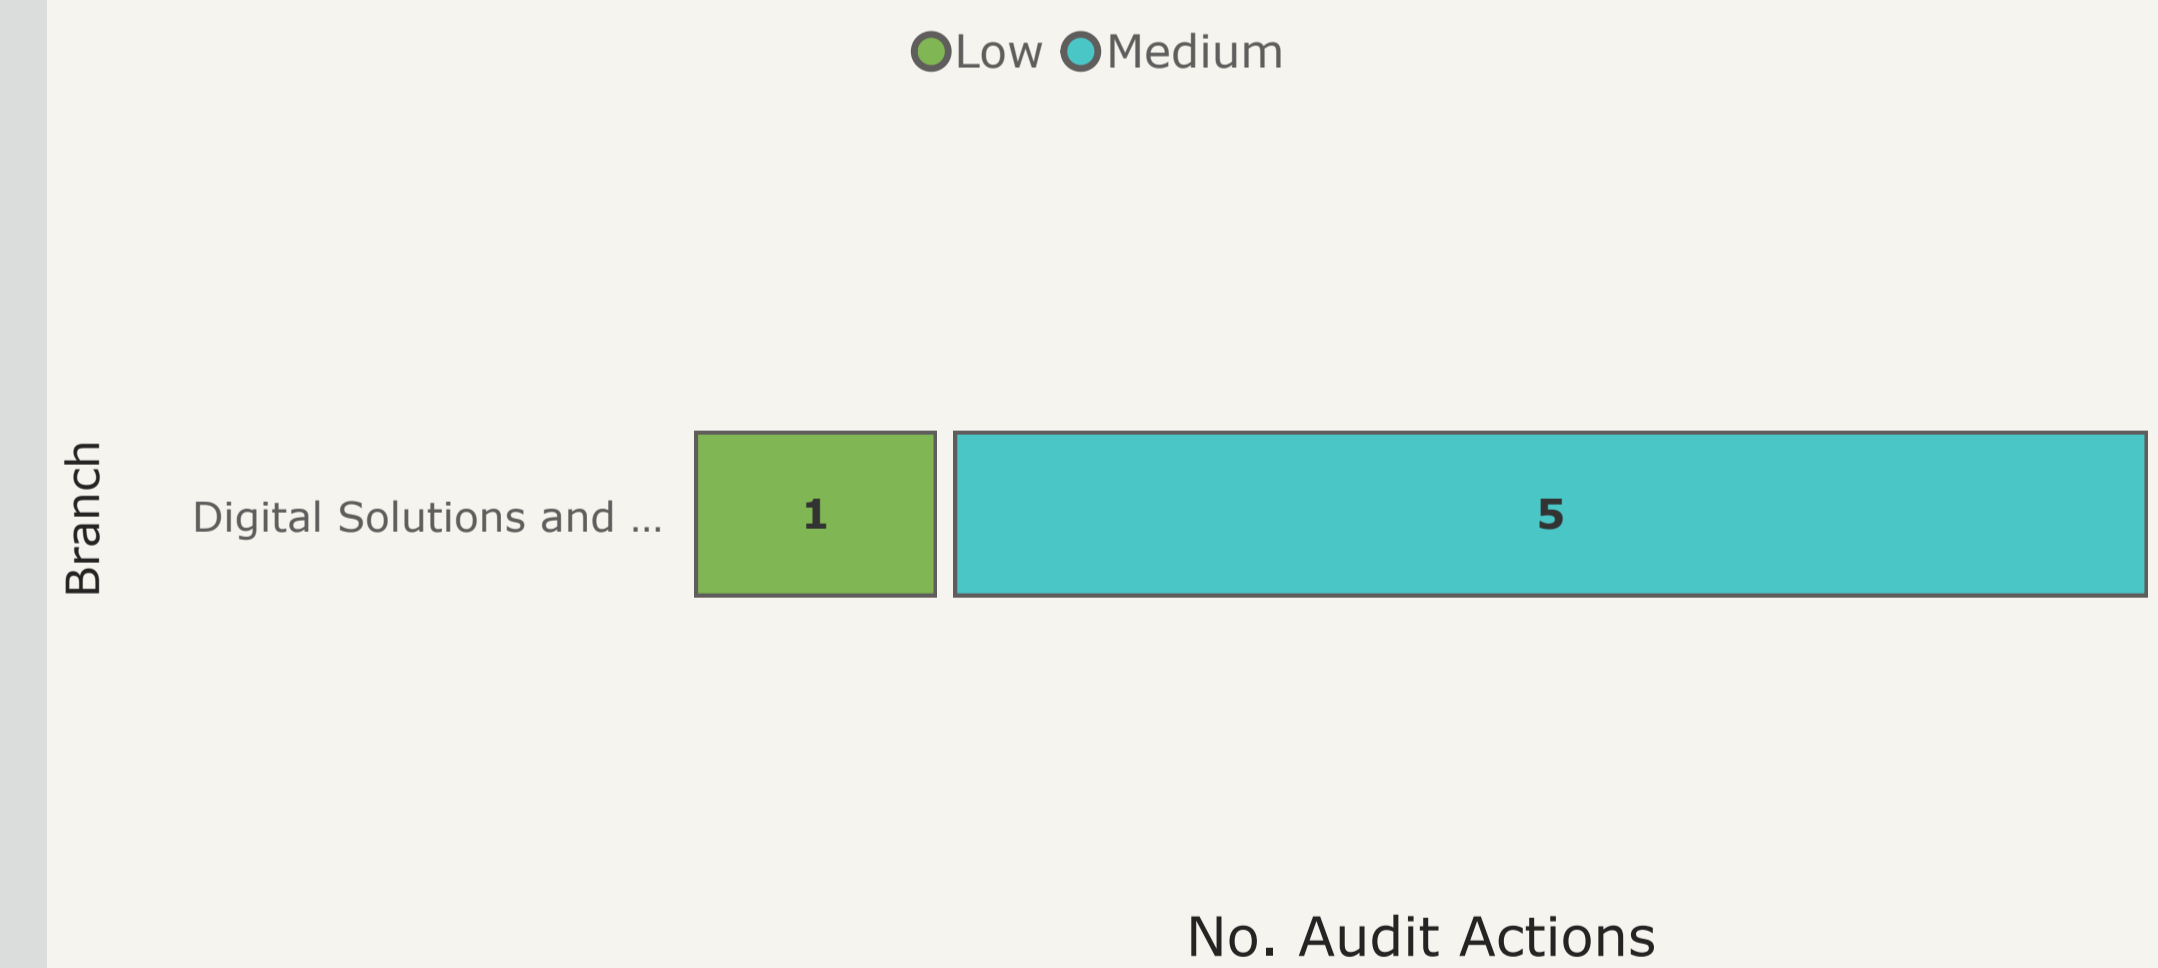 Low Medium
Branch
Digital Solutions and ...
1
5
No. Audit Actions